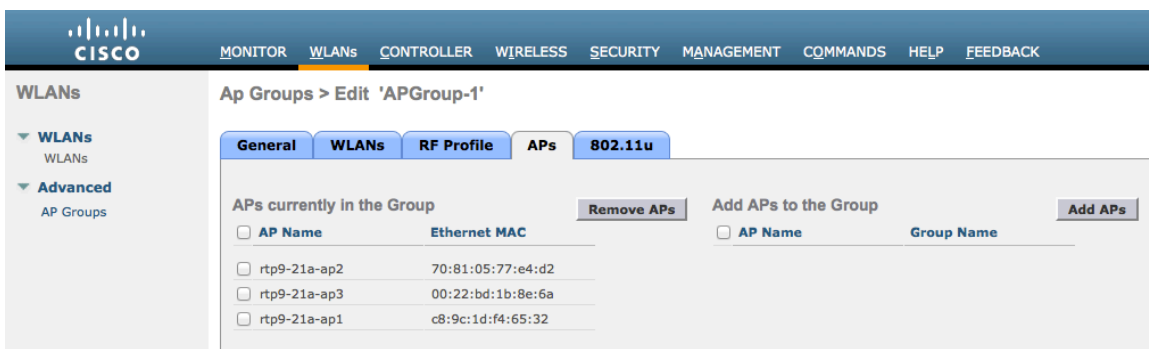 CISCO
MONITOR WLANs CONTROLLER WIRELESS SECURITY MANAGEMENT COMMANDS HELP FEEDBACK
WLANs
WLANs
WLANs
Advanced
AP Groups
Ap Groups > Edit 'APGroup-1'
General WLANs RF Profile APs 802.11u
APs currently in the Group Remove APs
AP Name Ethernet MAC
rtp9-21a-ap2 70:81:05:77:e4:d2
rtp9-21a-ap3 00:22:bd:1b:8e:6a
rtp9-21a-ap1 c8:9c:1d:f4:65:32
Add APs to the Group Add APs
AP Name Group Name